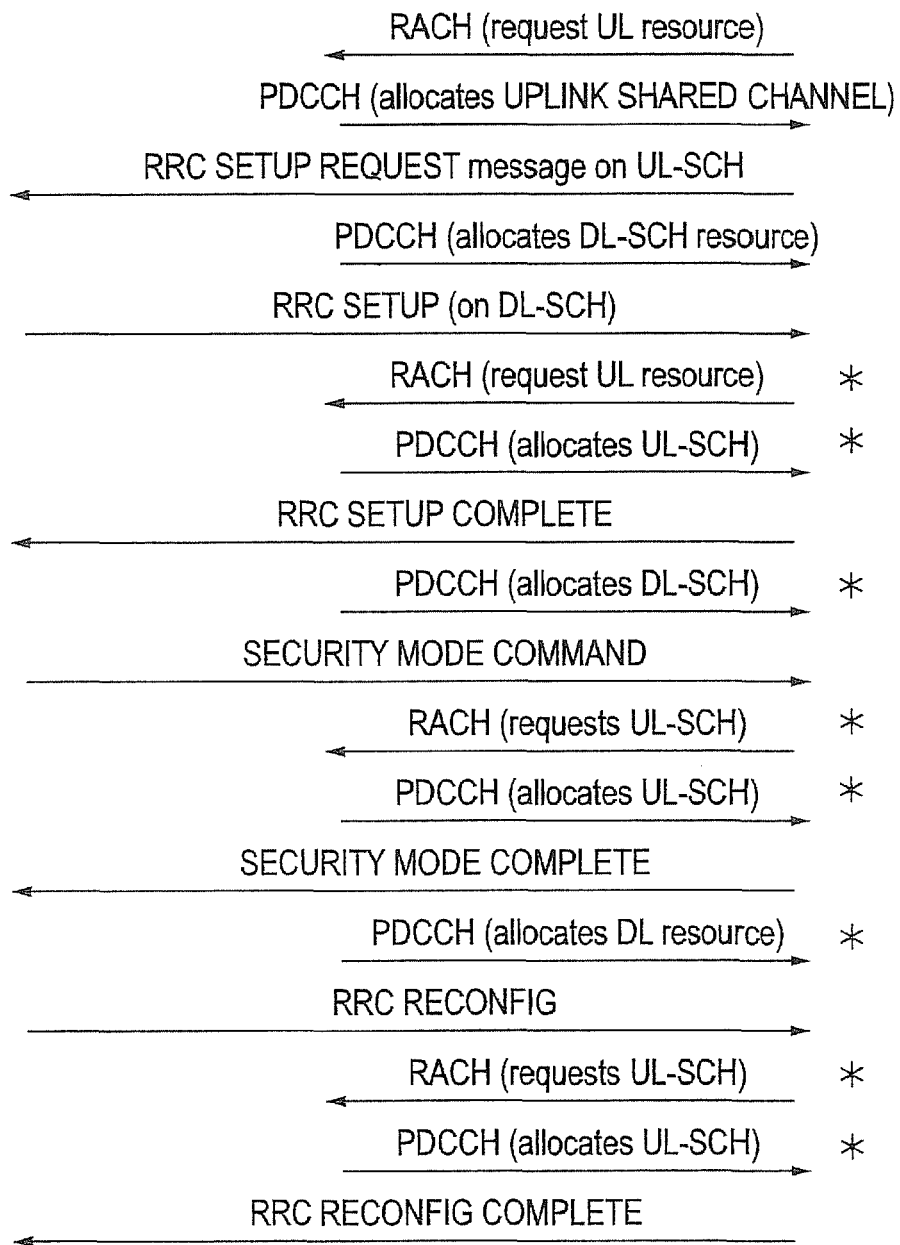 RACH (request UL resource)
PDCCH (allocates UPLINK SHARED CHANNEL)
RRC SETUP REQUEST message on UL-SCH
PDCCH (allocates DL-SCH resource)
RRC SETUP (on DL-SCH)
RACH (request UL resource) *
PDCCH (allocates UL-SCH) *
RRC SETUP COMPLETE
PDCCH (allocates DL-SCH) *
SECURITY MODE COMMAND
RACH (requests UL-SCH) *
PDCCH (allocates UL-SCH) *
SECURITY MODE COMPLETE
PDCCH (allocates DL resource) *
RRC RECONFIG
RACH (requests UL-SCH) *
PDCCH (allocates UL-SCH) *
RRC RECONFIG COMPLETE